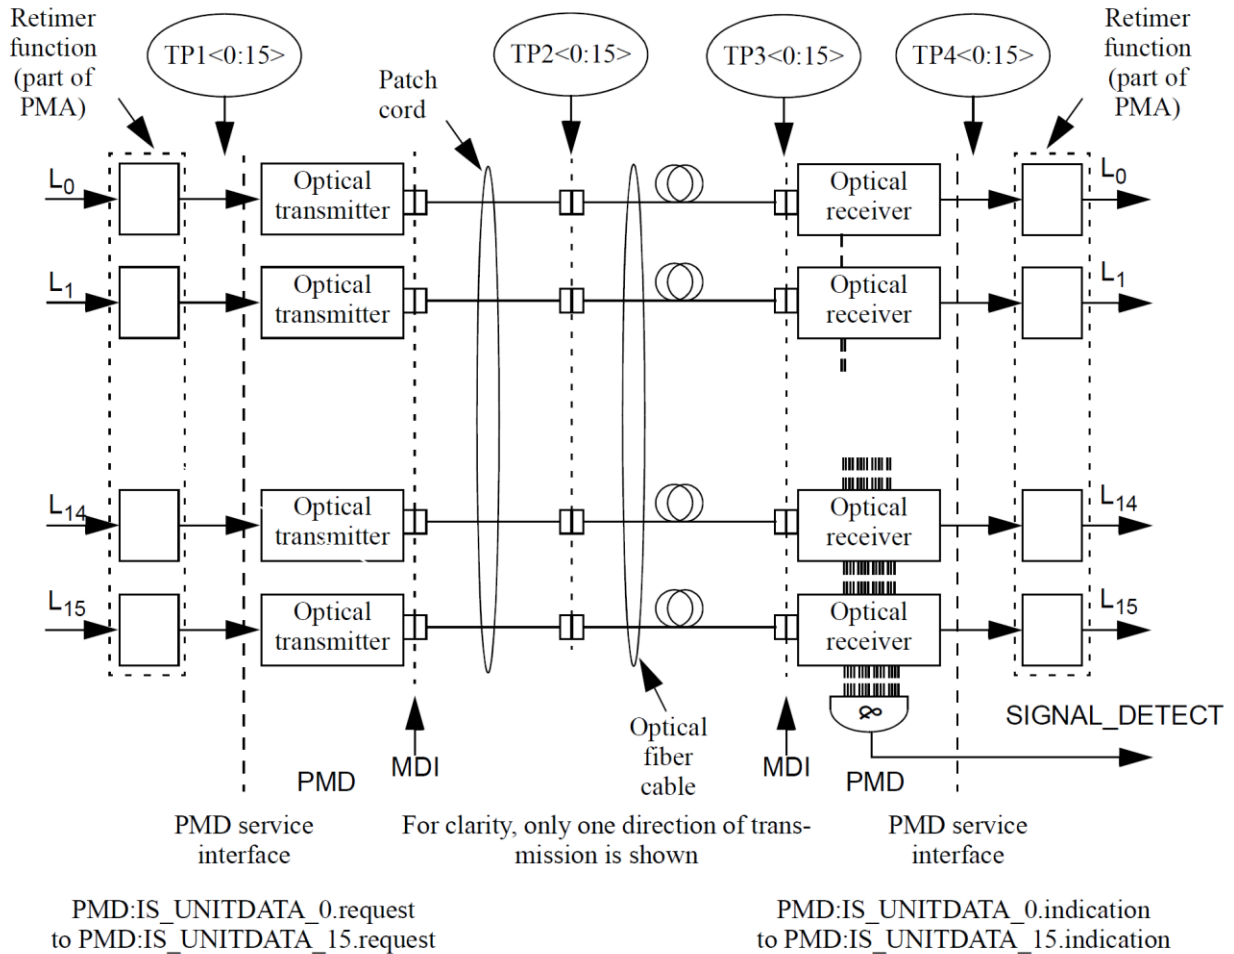 Retimer
function
(part of
PMA)
TP1<0:15>
Patch
cord
TP2<0:15>
TP3<0:15>
TP4<0:15>
Retimer
function
(part of
PMA)
L0
Optical
transmitter
Optical
receiver
L0
L1
Optical
transmitter
Optical
receiver
L1
L14
Optical
transmitter
Optical
receiver
L14
L15
Optical
transmitter
Optical
receiver
L15
&
SIGNAL_DETECT
PMD
MDI
Optical
fiber
cable
MDI
PMD
PMD service
interface
For clarity, only one direction of trans-
mission is shown
PMD service
interface
PMD:IS_UNITDATA_0.request
to PMD:IS_UNITDATA_15.request
PMD:IS_UNITDATA_0.indication
to PMD:IS_UNITDATA_15.indication